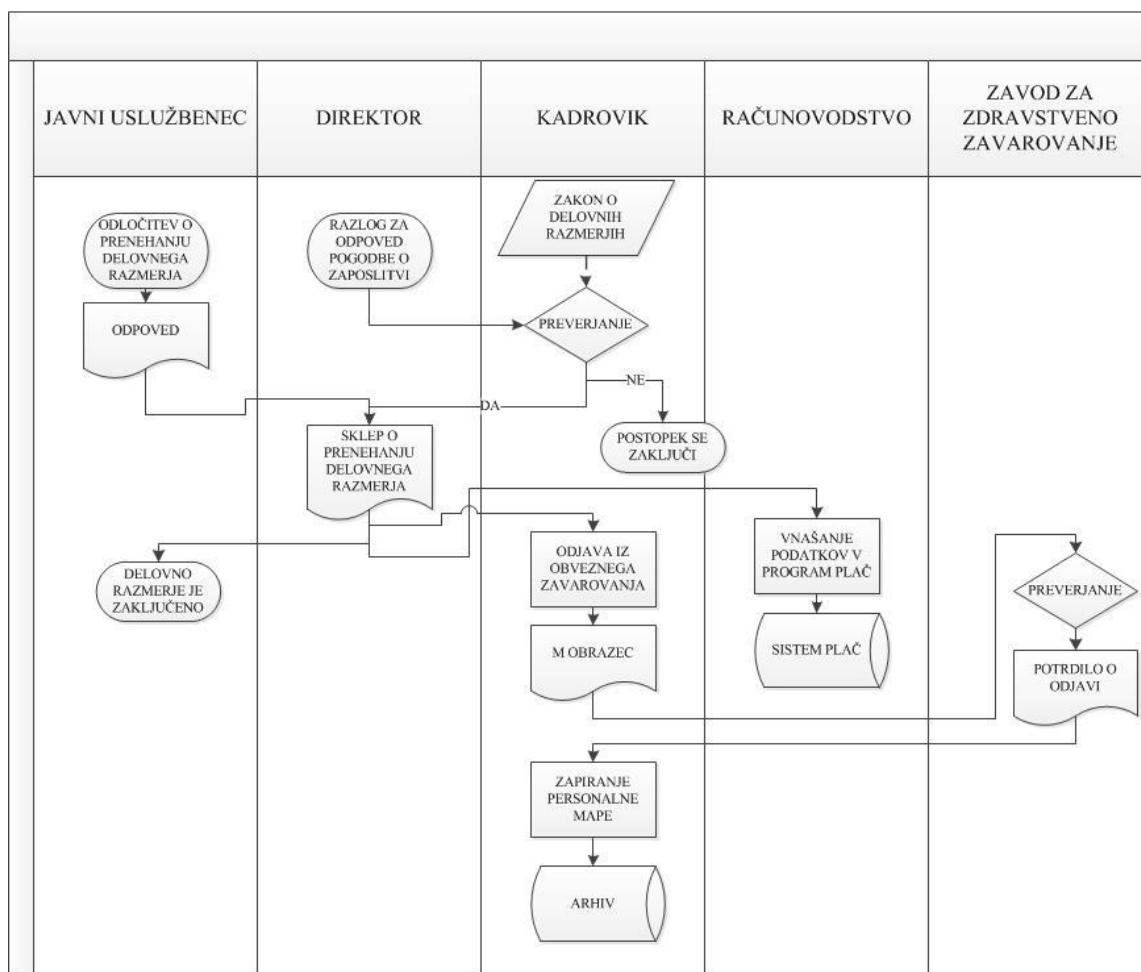 JAVNI USLUŽBENEC
DIREKTOR
KADROVIK
RAČUNOVODSTVO
ZAVOD ZA
ZDRAVSTVENO
ZAVAROVANJE
ODLOČITEV O
PRENEHANJU
DELOVNEGA
RAZMERJA
RAZLOG ZA
ODPOVED
POGODBE O
ZAPOSLITVI
ZAKON O
DELOVNIH
RAZMERJIH
ODPOVED
PREVERJANJE
NE
DA
SKLEP O
PRENEHANJU
DELOVNEGA
RAZMERJA
POSTOPEK SE
ZAKLJUČI
DELOVNO
RAZMERJE JE
ZAKLJUČENO
ODJAVA IZ
OBVEZNEGA
ZAVAROVANJA
VNAŠANJE
PODATKOV V
PROGRAM PLAČ
PREVERJANJE
M OBRAZEC
SISTEM PLAČ
POTRDILO O
ODJAVI
ZAPIRANJE
PERSONALNE
MAPE
ARHIV